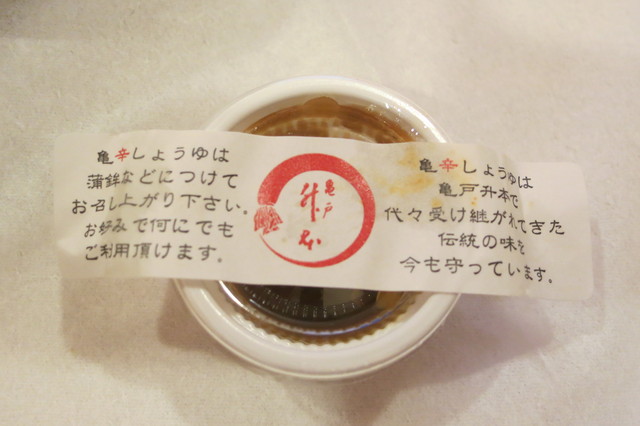 亀辛しょうゆは
蒲鉾などにつけて
お召し上がり下さい。
お好みで何にでも
ご利用頂けます。
亀戸
升本
亀辛しょうゆは
亀戸升本で
代々受け継がれてきた
伝統の味を
今も守っています。